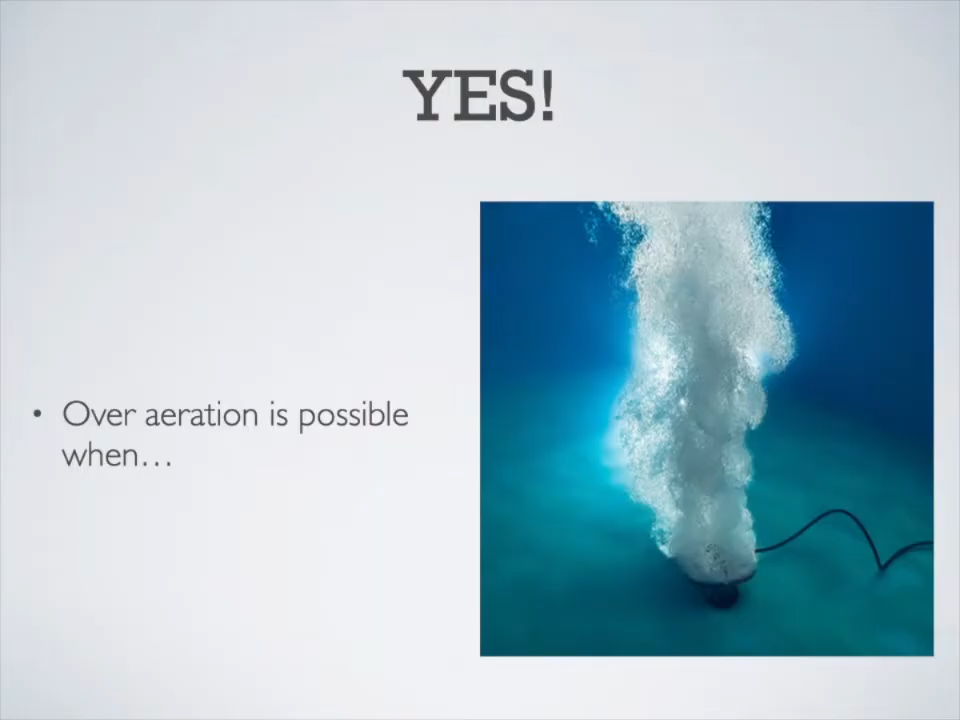 YES!
• Over aeration is possible
when…